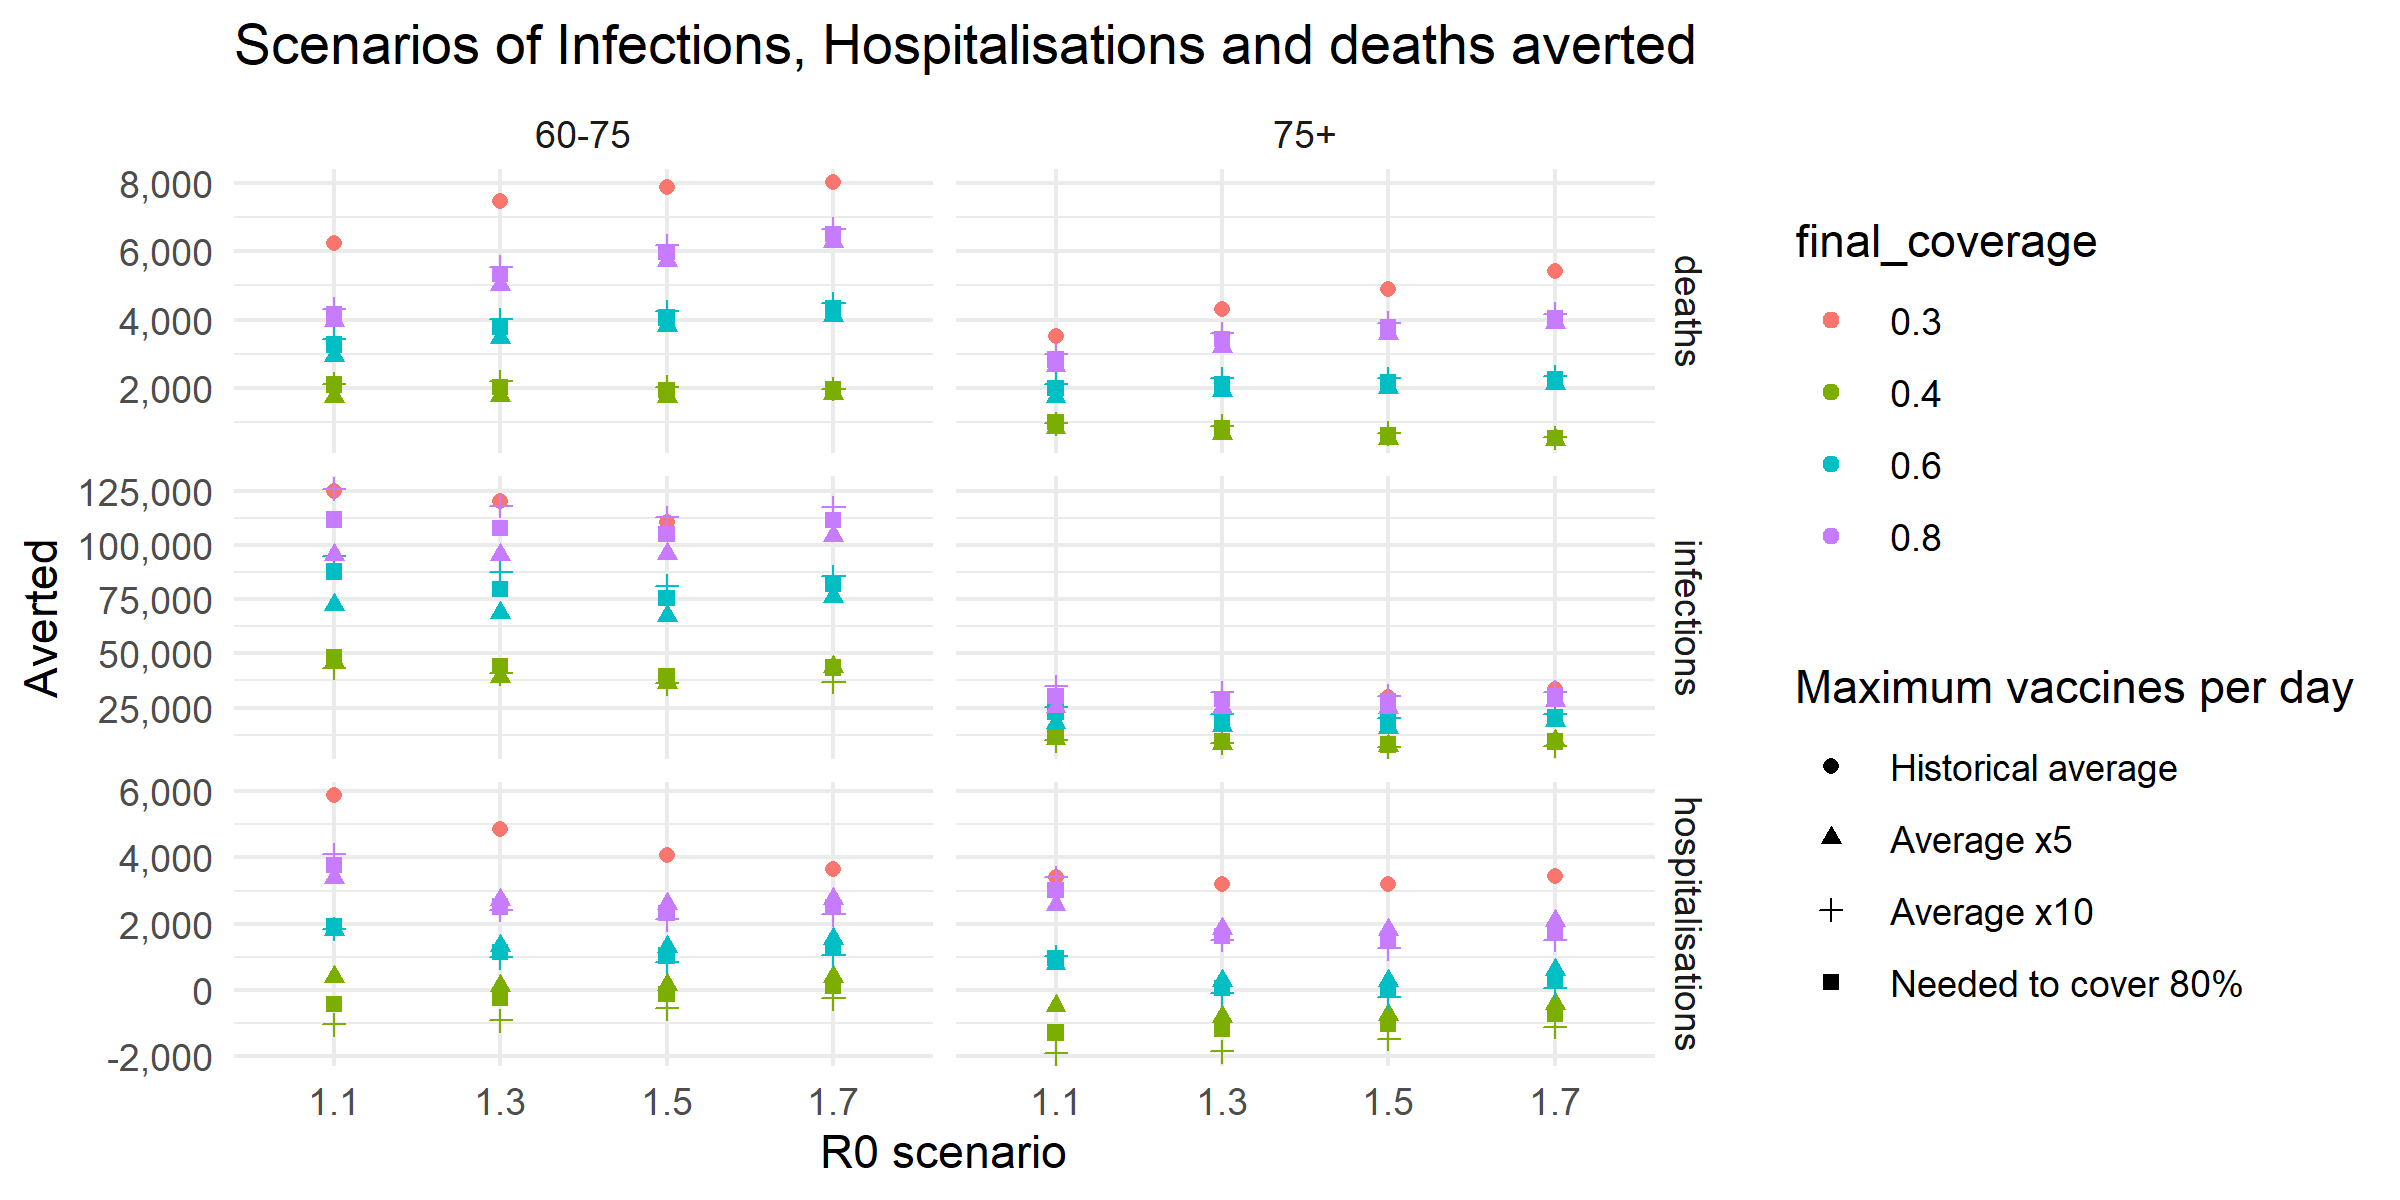 Scenarios of Infections, Hospitalisations and deaths averted
60-75
75+
8,000
6,000
4,000
2,000
deaths
125,000
100,000
75,000
50,000
25,000
infections
6,000
4,000
2,000
0
-2,000
hospitalisations
Averted
1.1 1.3 1.5 1.7
1.1 1.3 1.5 1.7
R0 scenario
final_coverage
0.3
0.4
0.6
0.8
Maximum vaccines per day
Historical average
Average x5
Average x10
Needed to cover 80%